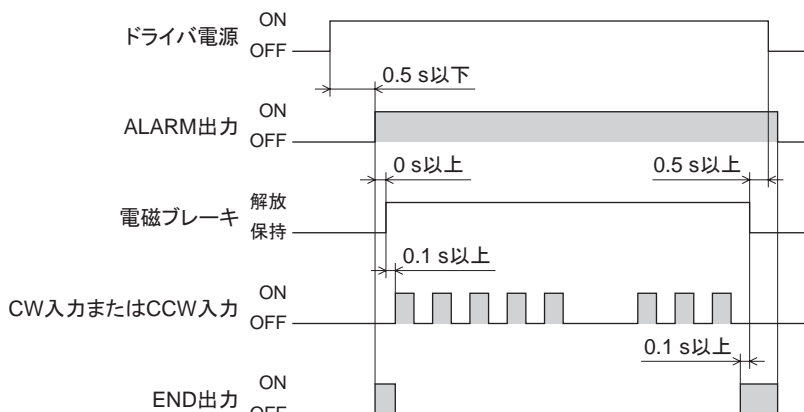 ドライバ電源
ON
OFF
0.5 s以下
ALARM出力
ON
OFF
0 s以上
0.5 s以上
電磁ブレーキ
解放
保持
0.1 s以上
CW入力またはCCW入力
ON
OFF
0.1 s以上
END出力
ON
OFF